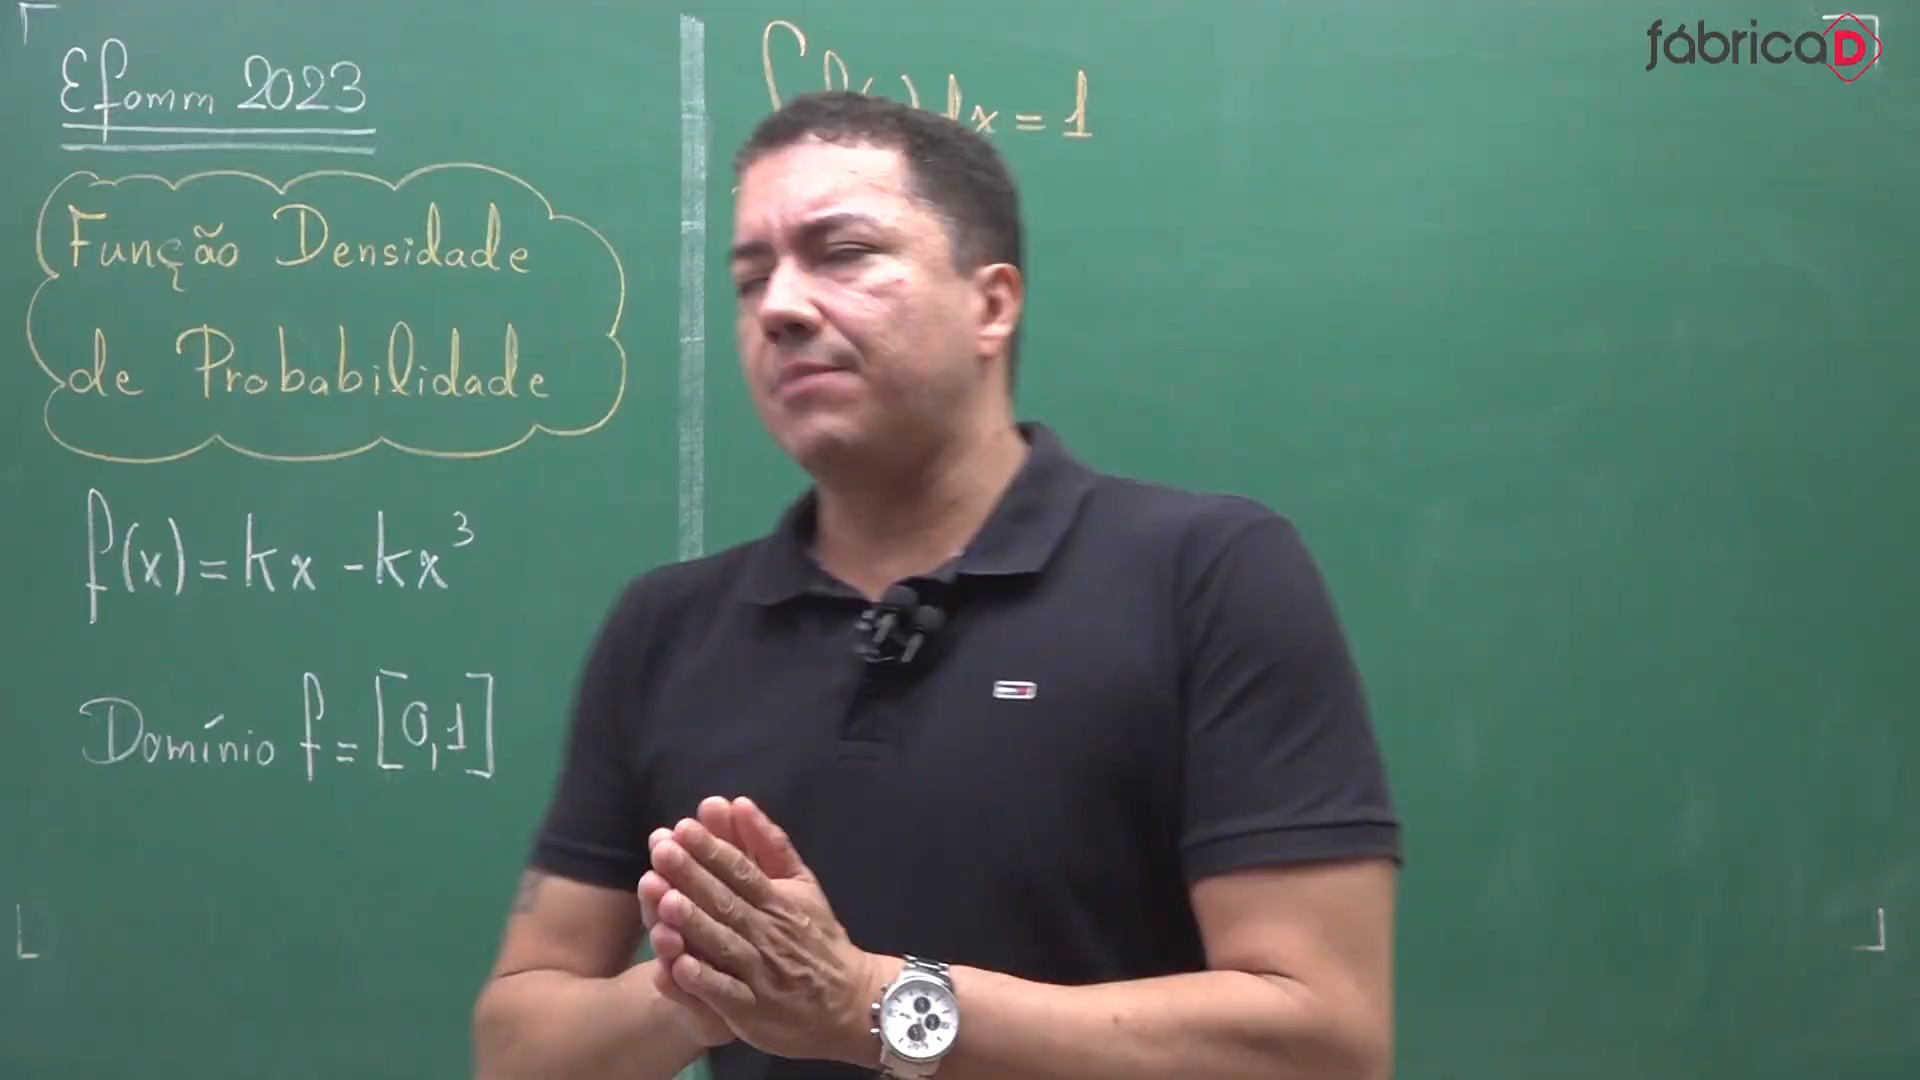 Efomm 2023
Função Densidade
de Probabilidade
f(x) = kx - kx³
Domínio f = [0,1]
∫ f( ) dx = 1
fábricaD